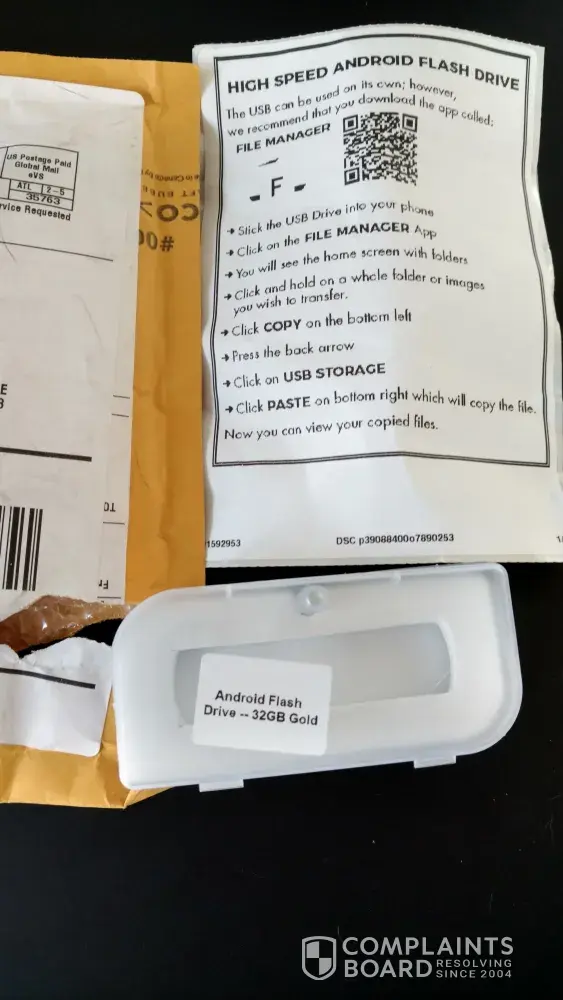 HIGH SPEED ANDROID FLASH DRIVE
The USB can be used on its own; however,
we recommend that you download the app called:
FILE MANAGER
- F -
→ Stick the USB Drive into your phone
→ Click on the FILE MANAGER App
→ You will see the home screen with folders
→ Click and hold on a whole folder or images
you wish to transfer.
→ Click COPY on the bottom left
→ Press the back arrow
→ Click on USB STORAGE
→ Click PASTE on bottom right which will copy the file.
Now you can view your copied files.
1592953
DSC p39088400o7890253
US Postage Paid
Global Mail
eVS
ATL 2-5
35763
rvice Requested
#00
Android Flash
Drive -- 32GB Gold
COMPLAINTS
BOARD RESOLVING
SINCE 2004